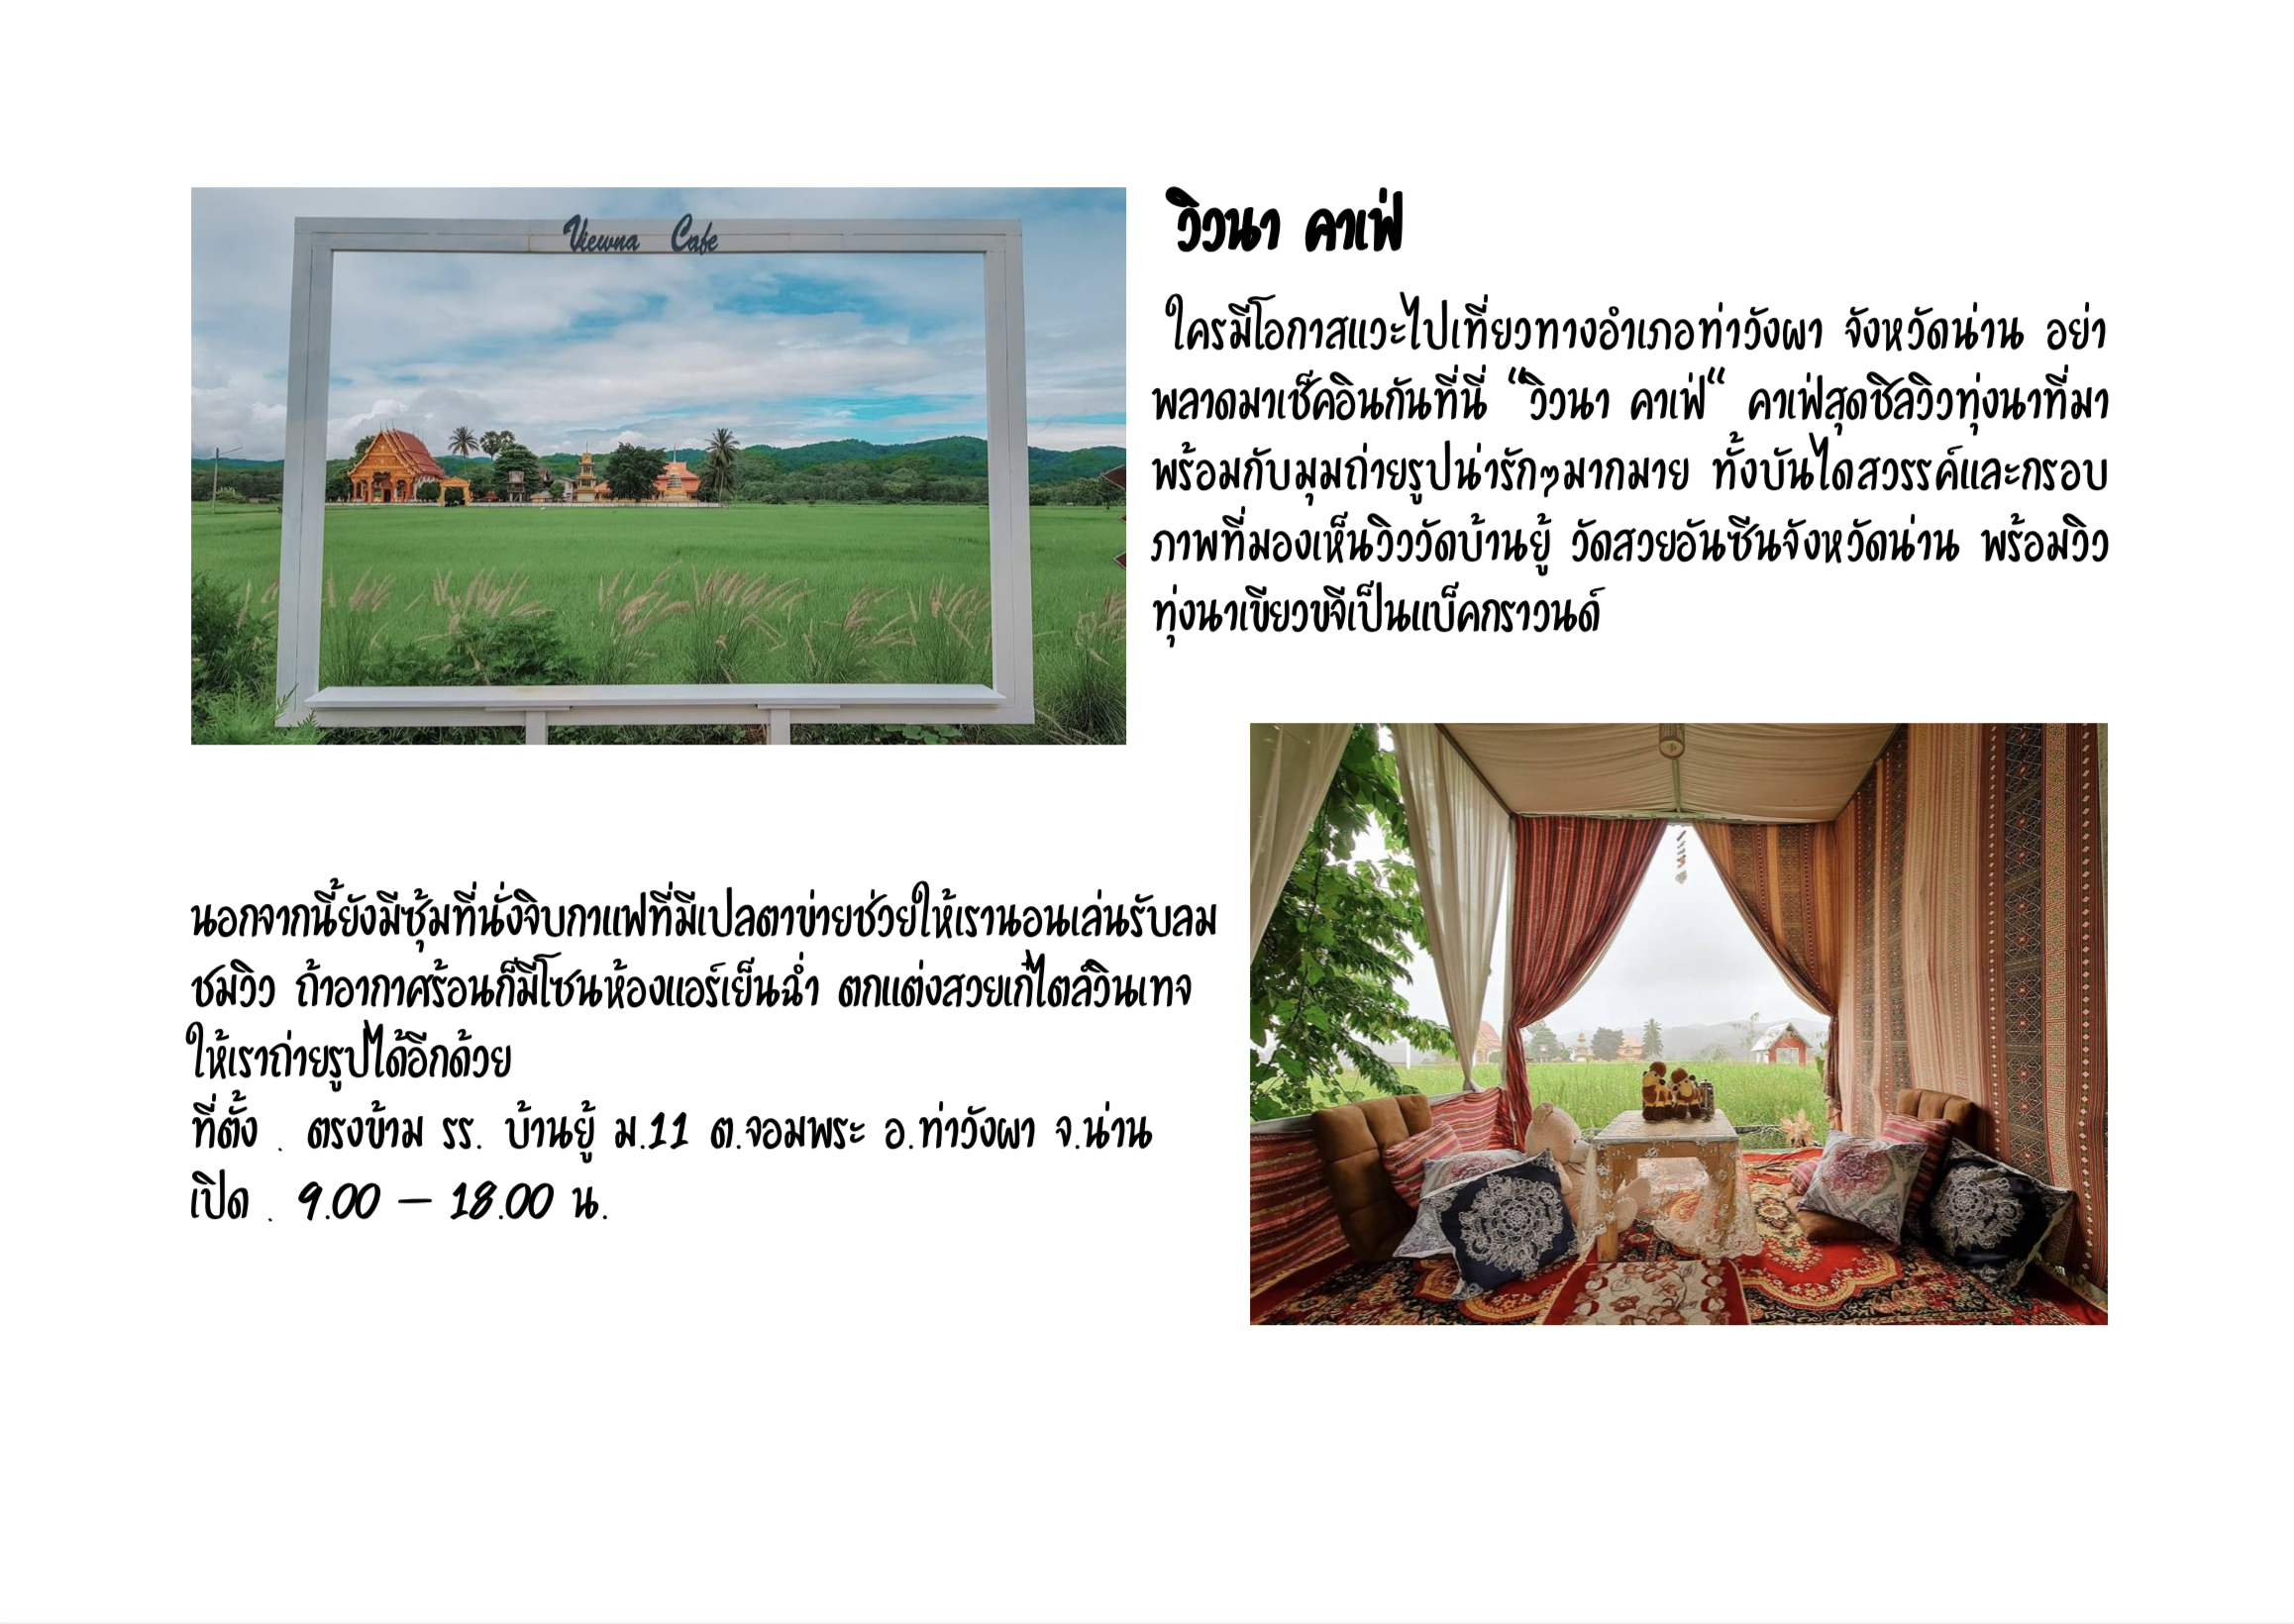 Viewna Cafe
วิวนา คาเฟ่
ใครมีโอกาสแวะไปเที่ยวทางอำเภอท่าวังผา จังหวัดน่าน อย่า
พลาดมาเช็คอินกันที่นี่ “วิวนา คาเฟ่“ คาเฟ่สุดชิลวิวทุ่งนาที่มา
พร้อมกับมุมถ่ายรูปน่ารักๆมากมาย ทั้งบันไดสวรรค์และกรอบ
ภาพที่มองเห็นวิววัดบ้านยู้ วัดสวยอันซีนจังหวัดน่าน พร้อมวิว
ทุ่งนาเขียวขจีเป็นแบ็คกราวนด์
นอกจากนี้ยังมีซุ้มที่นั่งจิบกาแฟที่มีเปลตาข่ายช่วยให้เรานอนเล่นรับลม
ชมวิว ถ้าอากาศร้อนก็มีโซนห้องแอร์เย็นฉ่ำ ตกแต่งสวยเก๋ไตล์วินเทจ
ให้เราถ่ายรูปได้อีกด้วย
ที่ตั้ง . ตรงข้าม รร. บ้านยู้ ม.11 ต.จอมพระ อ.ท่าวังผา จ.น่าน
เปิด . 9.00 – 18.00 น.